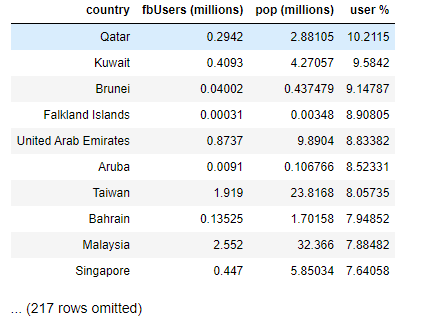 country fbUsers (millions) pop (millions) user %
Qatar 0.2942 2.88105 10.2115
Kuwait 0.4093 4.27057 9.5842
Brunei 0.04002 0.437479 9.14787
Falkland Islands 0.00031 0.00348 8.90805
United Arab Emirates 0.8737 9.8904 8.83382
Aruba 0.0091 0.106766 8.52331
Taiwan 1.919 23.8168 8.05735
Bahrain 0.13525 1.70158 7.94852
Malaysia 2.552 32.366 7.88482
Singapore 0.447 5.85034 7.64058
... (217 rows omitted)